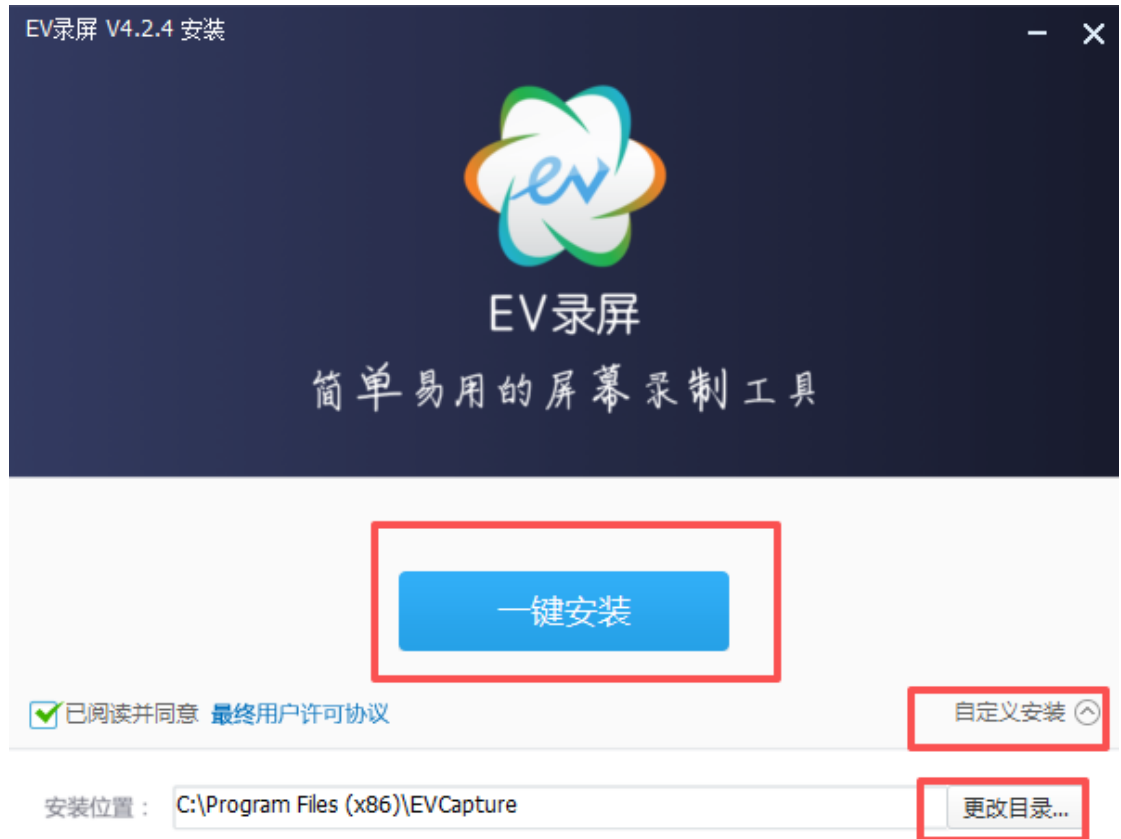 EV录屏 V4.2.4 安装
ev
EV录屏
简单易用的屏幕录制工具
一键安装
已阅读并同意 最终用户许可协议
自定义安装
安装位置： C:\Program Files (x86)\EVCapture
更改目录...